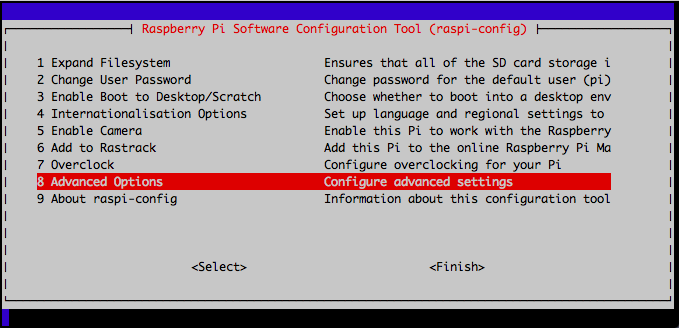 Raspberry Pi Software Configuration Tool (raspi-config)
1 Expand Filesystem Ensures that all of the SD card storage i
2 Change User Password Change password for the default user (pi)
3 Enable Boot to Desktop/Scratch Choose whether to boot into a desktop env
4 Internationalisation Options Set up language and regional settings to
5 Enable Camera Enable this Pi to work with the Raspberry
6 Add to Rastrack Add this Pi to the online Raspberry Pi Ma
7 Overclock Configure overclocking for your Pi
8 Advanced Options Configure advanced settings
9 About raspi-config Information about this configuration tool
<Select> <Finish>